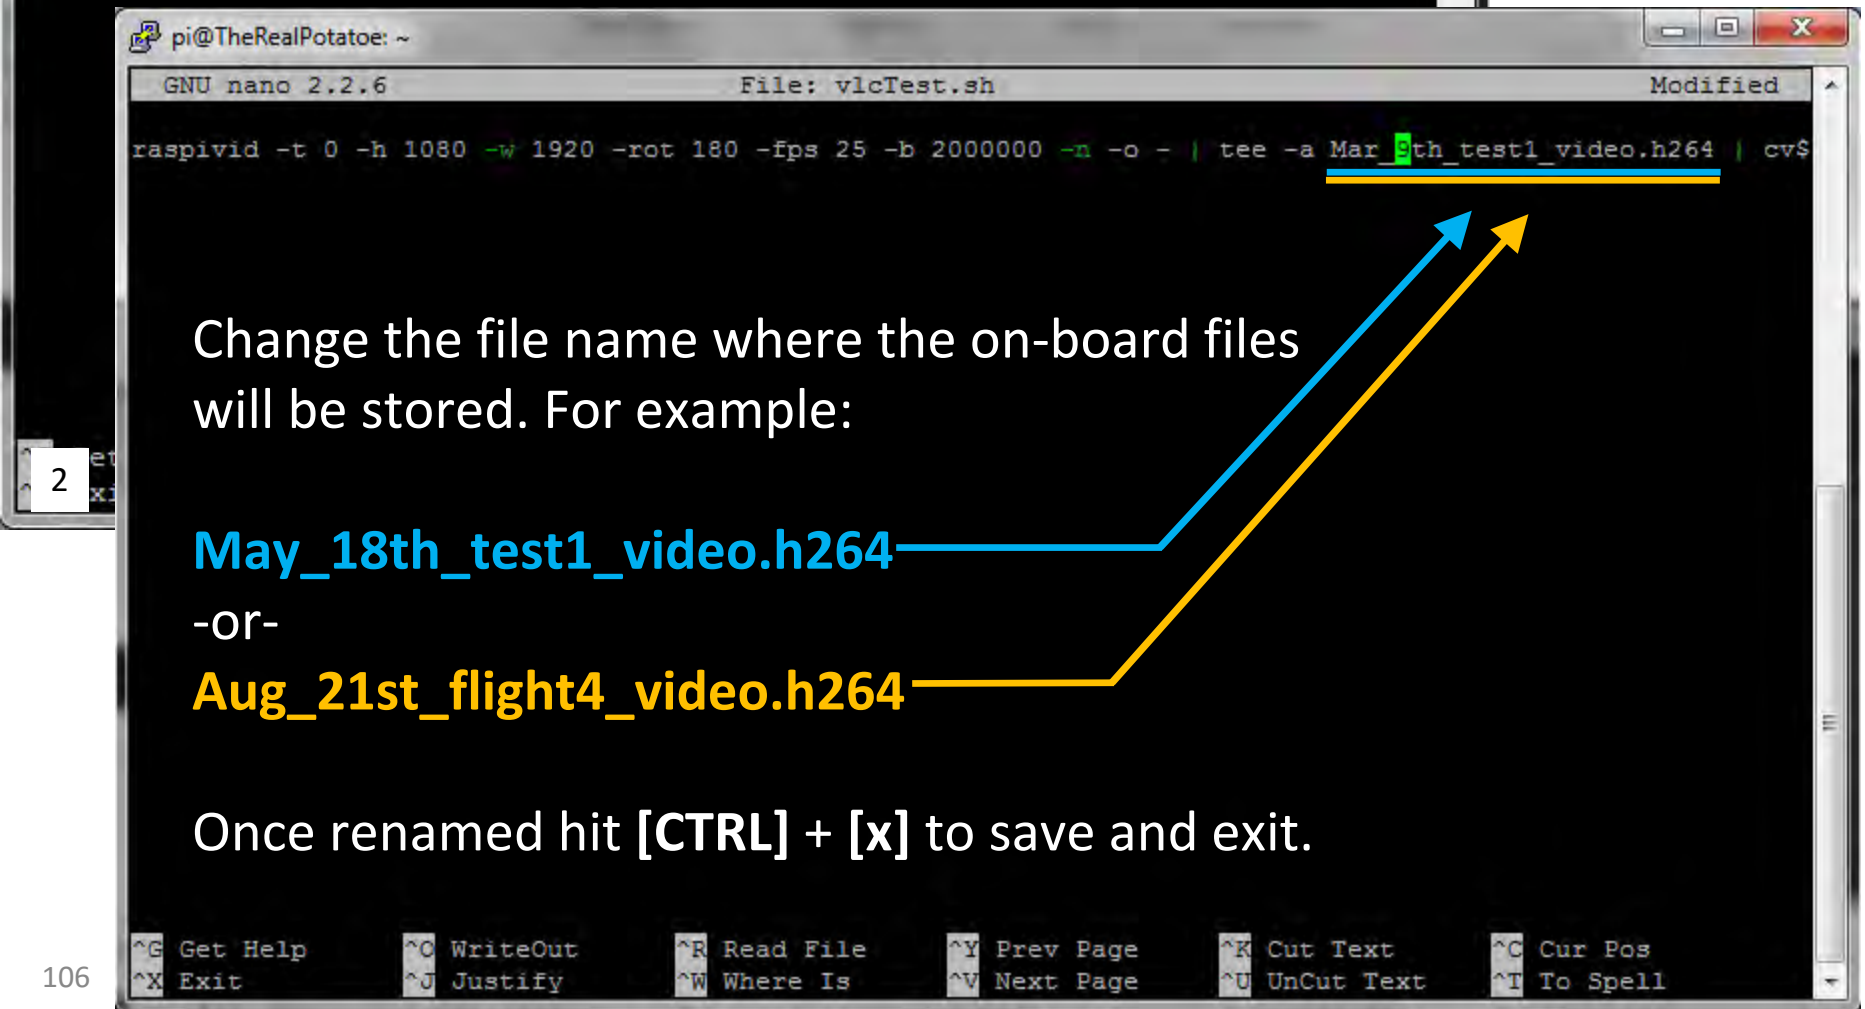 pi@TheRealPotatoe: ~
GNU nano 2.2.6 File: vlcTest.sh Modified
raspivid -t 0 -h 1080 -w 1920 -rot 180 -fps 25 -b 2000000 -n -o - | tee -a Mar_9th_test1_video.h264 | cv$
Change the file name where the on-board files
will be stored. For example:
2
May_18th_test1_video.h264
-or-
Aug_21st_flight4_video.h264
Once renamed hit [CTRL] + [x] to save and exit.
^G Get Help ^O WriteOut ^R Read File ^Y Prev Page ^K Cut Text ^C Cur Pos
^X Exit ^J Justify ^W Where Is ^V Next Page ^U UnCut Text ^T To Spell
106